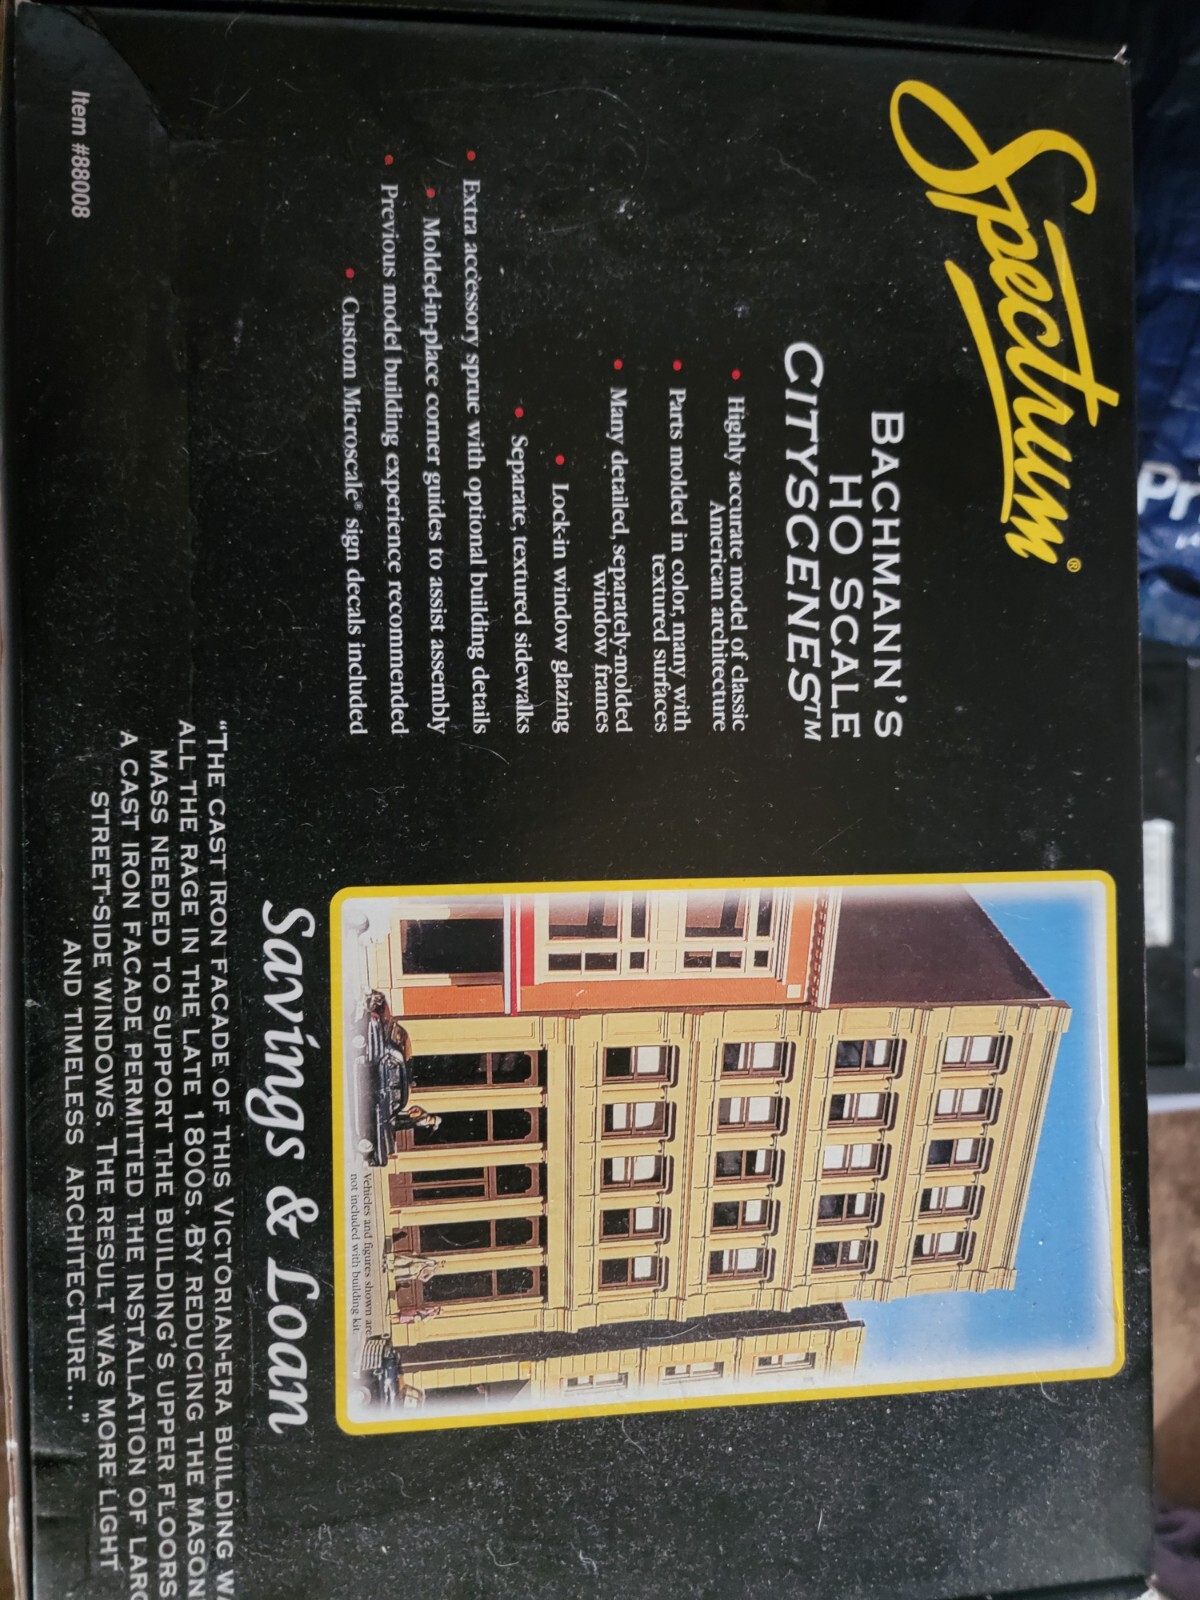 Spectrum®
BACHMANN'S
HO SCALE
CITYSCENES™
• Highly accurate model of classic
American architecture
• Parts molded in color, many with
textured surfaces
• Many detailed, separately-molded
window frames
• Lock-in window glazing
• Separate, textured sidewalks
• Extra accessory sprue with optional building details
• Molded-in-place corner guides to assist assembly
• Previous model building experience recommended
• Custom Microscale® sign decals included
Item #88008
Vehicles and figures shown are
not included with building kit.
Savings & Loan
"THE CAST IRON FACADE OF THIS VICTORIAN-ERA BUILDING WA
ALL THE RAGE IN THE LATE 1800S. BY REDUCING THE MASON
MASS NEEDED TO SUPPORT THE BUILDING'S UPPER FLOORS
A CAST IRON FACADE PERMITTED THE INSTALLATION OF LARG
STREET-SIDE WINDOWS. THE RESULT WAS MORE LIGHT
AND TIMELESS ARCHITECTURE..."
Pr